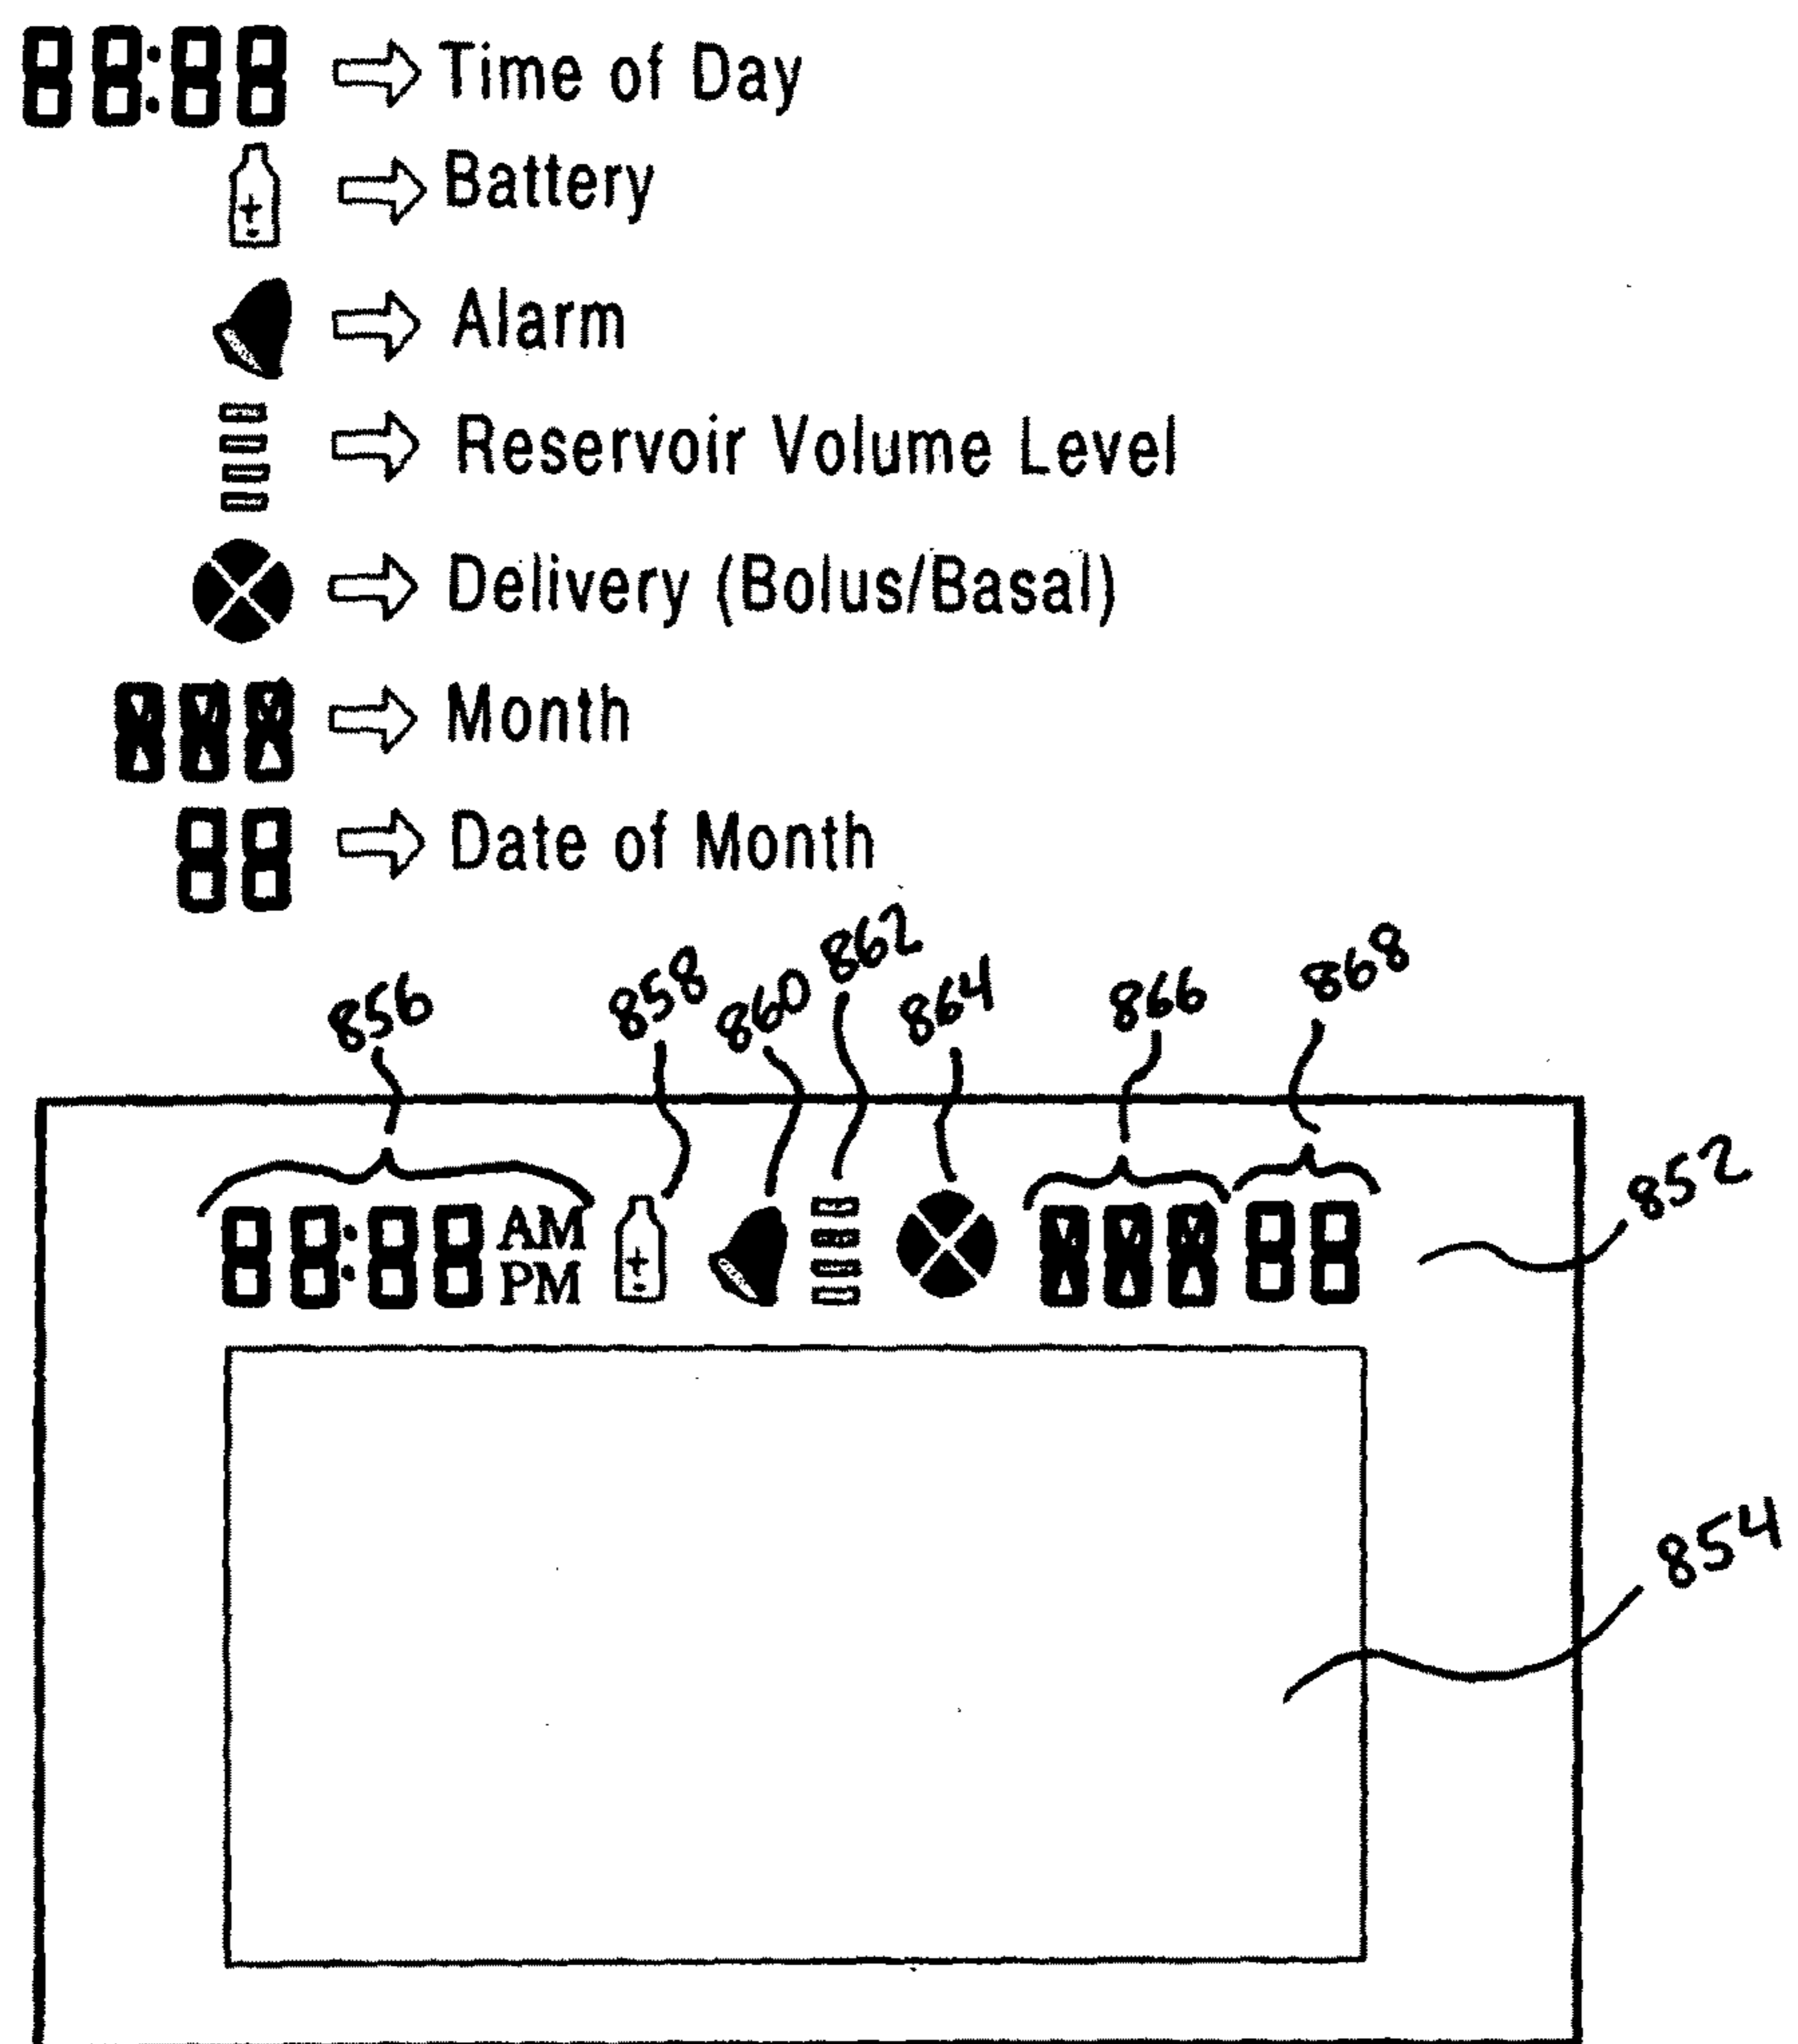 88:88 Time of Day
Battery
Alarm
Reservoir Volume Level
Delivery (Bolus/Basal)
Month
88 Date of Month
856 858 860 862 864 866 868
88:88 AM PM 88
852
854